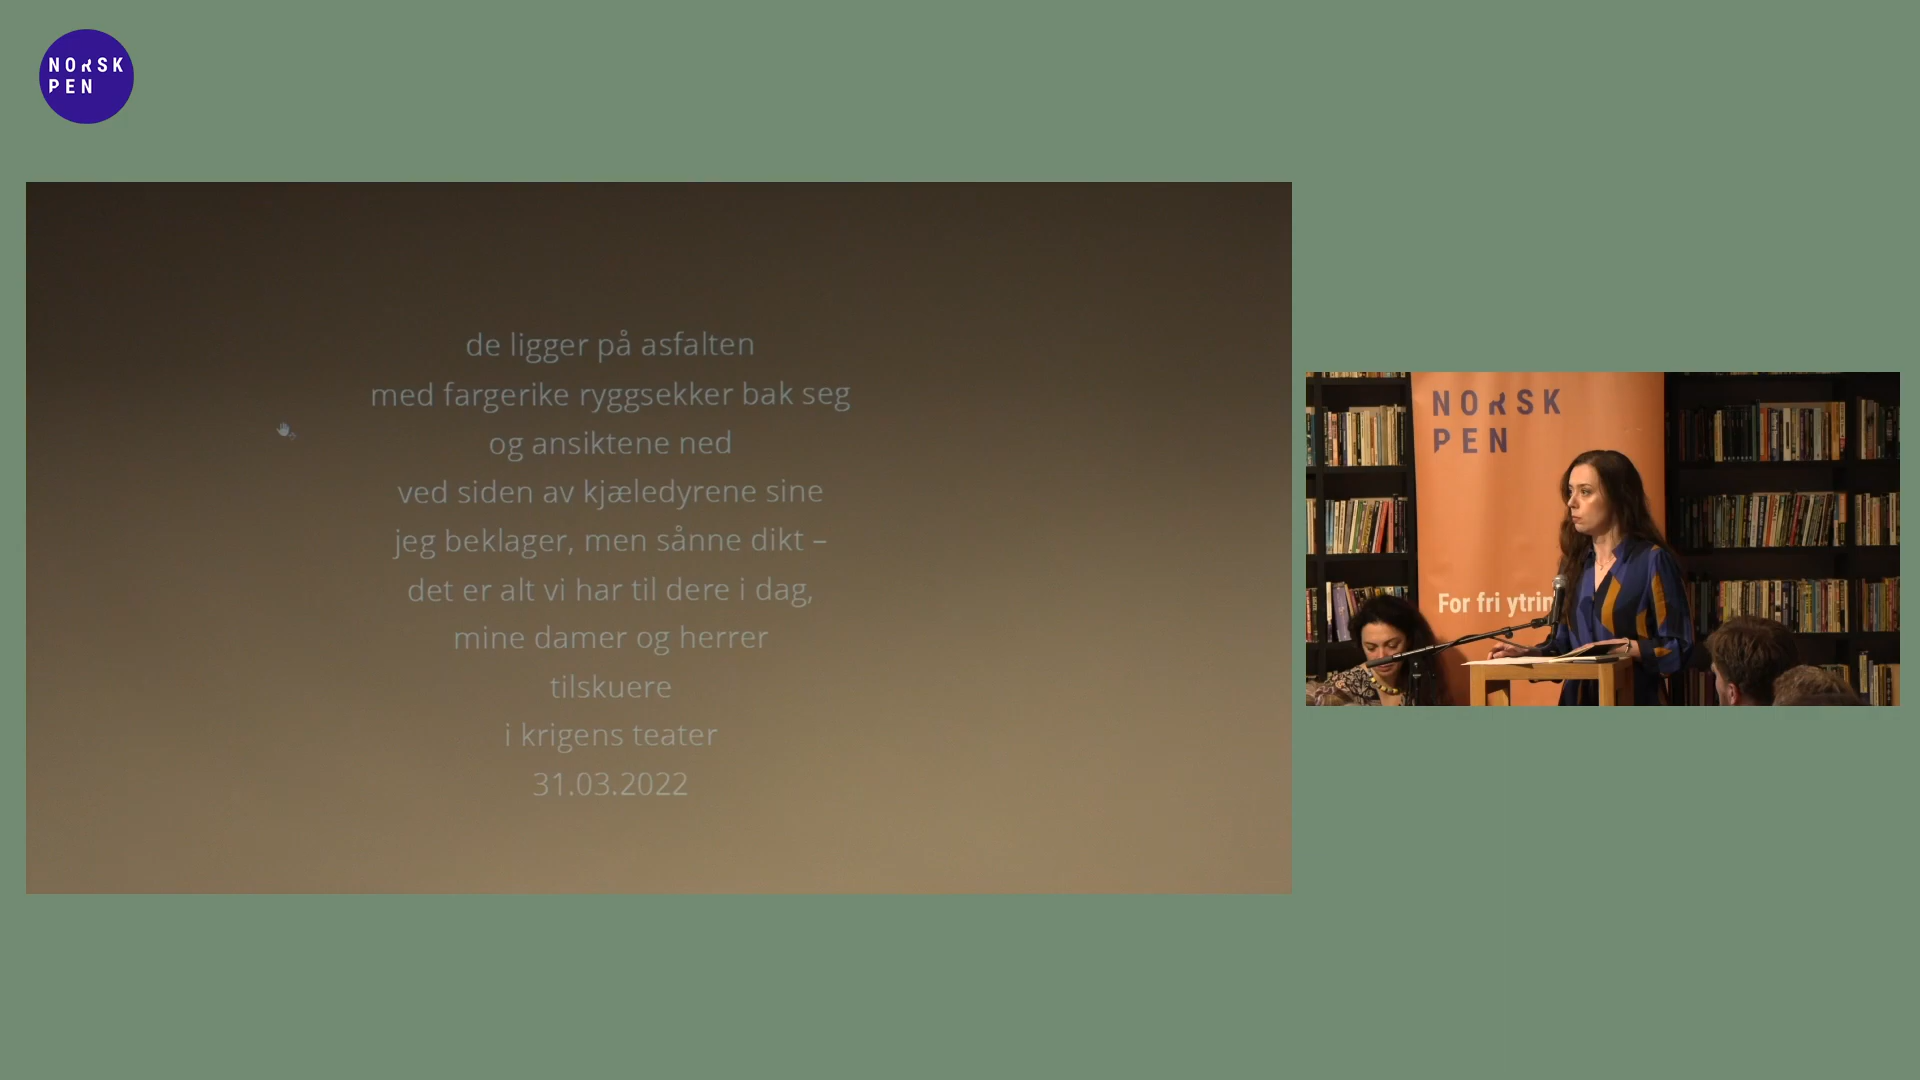 NORSK
PEN
de ligger på asfalten
med fargerike ryggsekker bak seg
og ansiktene ned
ved siden av kjæledyrene sine
jeg beklager, men sånne dikt –
det er alt vi har til dere i dag,
mine damer og herrer
tilskuere
i krigens teater
31.03.2022
NORSK
PEN
For fri ytrin